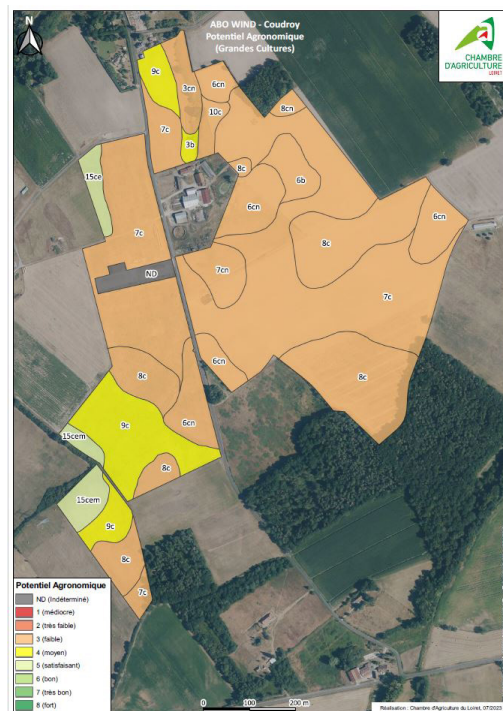 ABO WIND - Coudroy
Potentiel Agronomique
(Grandes Cultures)
N
CHAMBRE
D'AGRICULTURE
LOIRET
9c
3cn
6cn
8cn
10c
7c
3b
15ce
8c
6b
6cn
6cn
7c
8c
7cn
ND
7c
6cn
8c
8c
9c
6cn
15cem
8c
15cem
9c
8c
7c
Potentiel Agronomique
ND (Indéterminé)
1 (médiocre)
2 (très faible)
3 (faible)
4 (moyen)
5 (satisfaisant)
6 (bon)
7 (très bon)
8 (fort)
0 100 200 m
Réalisation : Chambre d'Agriculture du Loiret, 07/2023